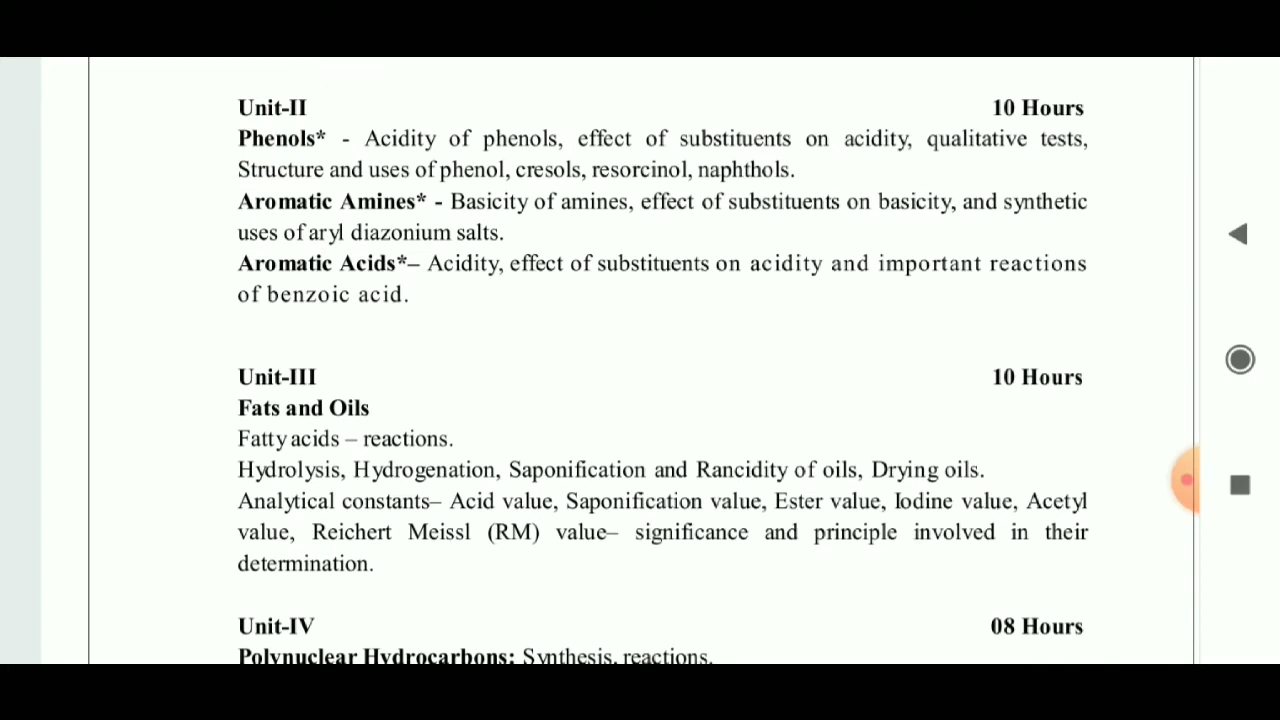 Unit-II 10 Hours
Phenols* - Acidity of phenols, effect of substituents on acidity, qualitative tests,
Structure and uses of phenol, cresols, resorcinol, naphthols.
Aromatic Amines* - Basicity of amines, effect of substituents on basicity, and synthetic
uses of aryl diazonium salts.
Aromatic Acids*– Acidity, effect of substituents on acidity and important reactions
of benzoic acid.
Unit-III 10 Hours
Fats and Oils
Fatty acids – reactions.
Hydrolysis, Hydrogenation, Saponification and Rancidity of oils, Drying oils.
Analytical constants– Acid value, Saponification value, Ester value, Iodine value, Acetyl
value, Reichert Meissl (RM) value– significance and principle involved in their
determination.
Unit-IV 08 Hours
Polynuclear Hydrocarbons: Synthesis, reactions.